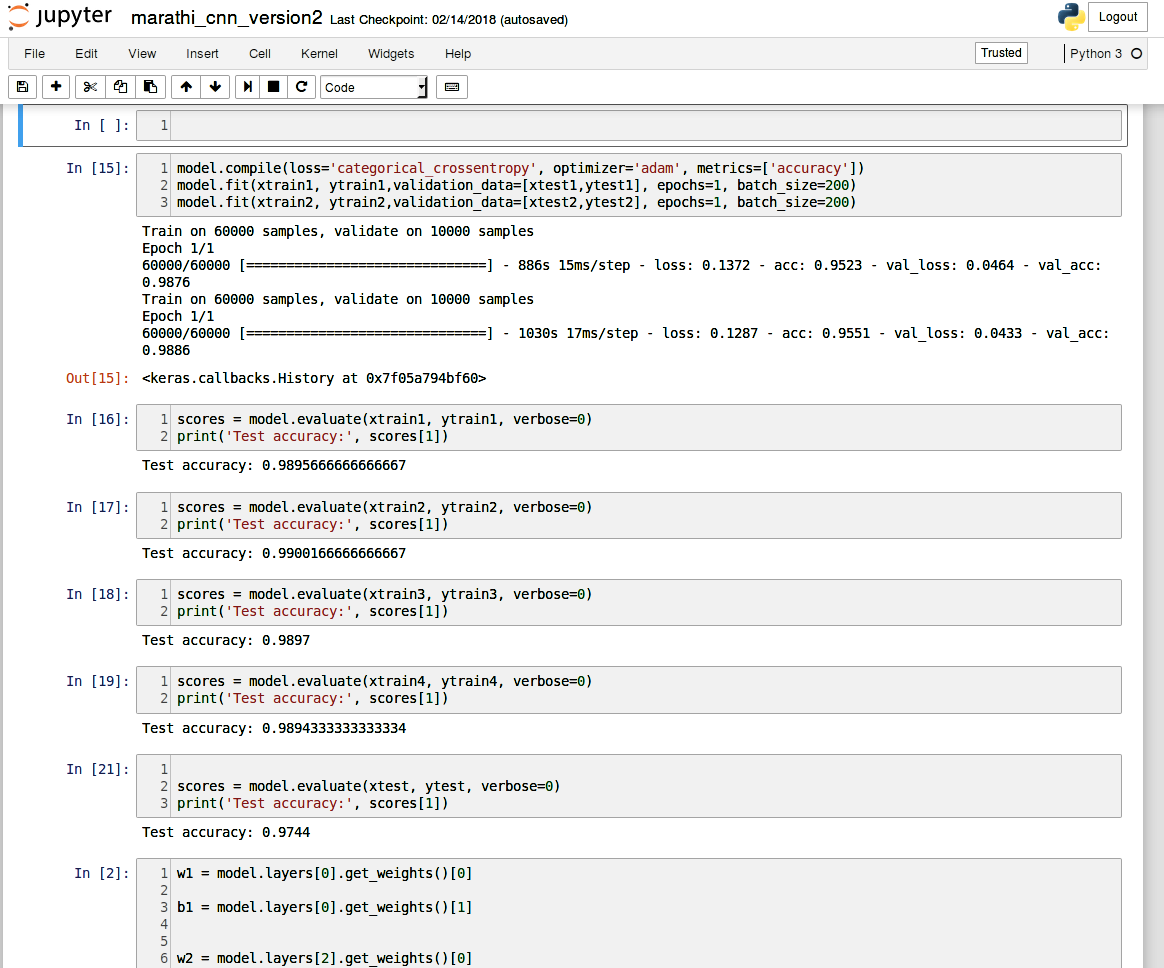 jupyter marathi_cnn_version2 Last Checkpoint: 02/14/2018 (autosaved) Logout
File Edit View Insert Cell Kernel Widgets Help Trusted Python 3
Code
In [ ]: 1
In [15]: 1 model.compile(loss='categorical_crossentropy', optimizer='adam', metrics=['accuracy'])
2 model.fit(xtrain1, ytrain1,validation_data=[xtest1,ytest1], epochs=1, batch_size=200)
3 model.fit(xtrain2, ytrain2,validation_data=[xtest2,ytest2], epochs=1, batch_size=200)
Train on 60000 samples, validate on 10000 samples
Epoch 1/1
60000/60000 [==============================] - 886s 15ms/step - loss: 0.1372 - acc: 0.9523 - val_loss: 0.0464 - val_acc:
0.9876
Train on 60000 samples, validate on 10000 samples
Epoch 1/1
60000/60000 [==============================] - 1030s 17ms/step - loss: 0.1287 - acc: 0.9551 - val_loss: 0.0433 - val_acc:
0.9886
Out[15]: <keras.callbacks.History at 0x7f05a794bf60>
In [16]: 1 scores = model.evaluate(xtrain1, ytrain1, verbose=0)
2 print('Test accuracy:', scores[1])
Test accuracy: 0.9895666666666667
In [17]: 1 scores = model.evaluate(xtrain2, ytrain2, verbose=0)
2 print('Test accuracy:', scores[1])
Test accuracy: 0.9900166666666667
In [18]: 1 scores = model.evaluate(xtrain3, ytrain3, verbose=0)
2 print('Test accuracy:', scores[1])
Test accuracy: 0.9897
In [19]: 1 scores = model.evaluate(xtrain4, ytrain4, verbose=0)
2 print('Test accuracy:', scores[1])
Test accuracy: 0.9894333333333334
In [21]: 1
2 scores = model.evaluate(xtest, ytest, verbose=0)
3 print('Test accuracy:', scores[1])
Test accuracy: 0.9744
In [2]: 1 w1 = model.layers[0].get_weights()[0]
2
3 b1 = model.layers[0].get_weights()[1]
4
5
6 w2 = model.layers[2].get_weights()[0]